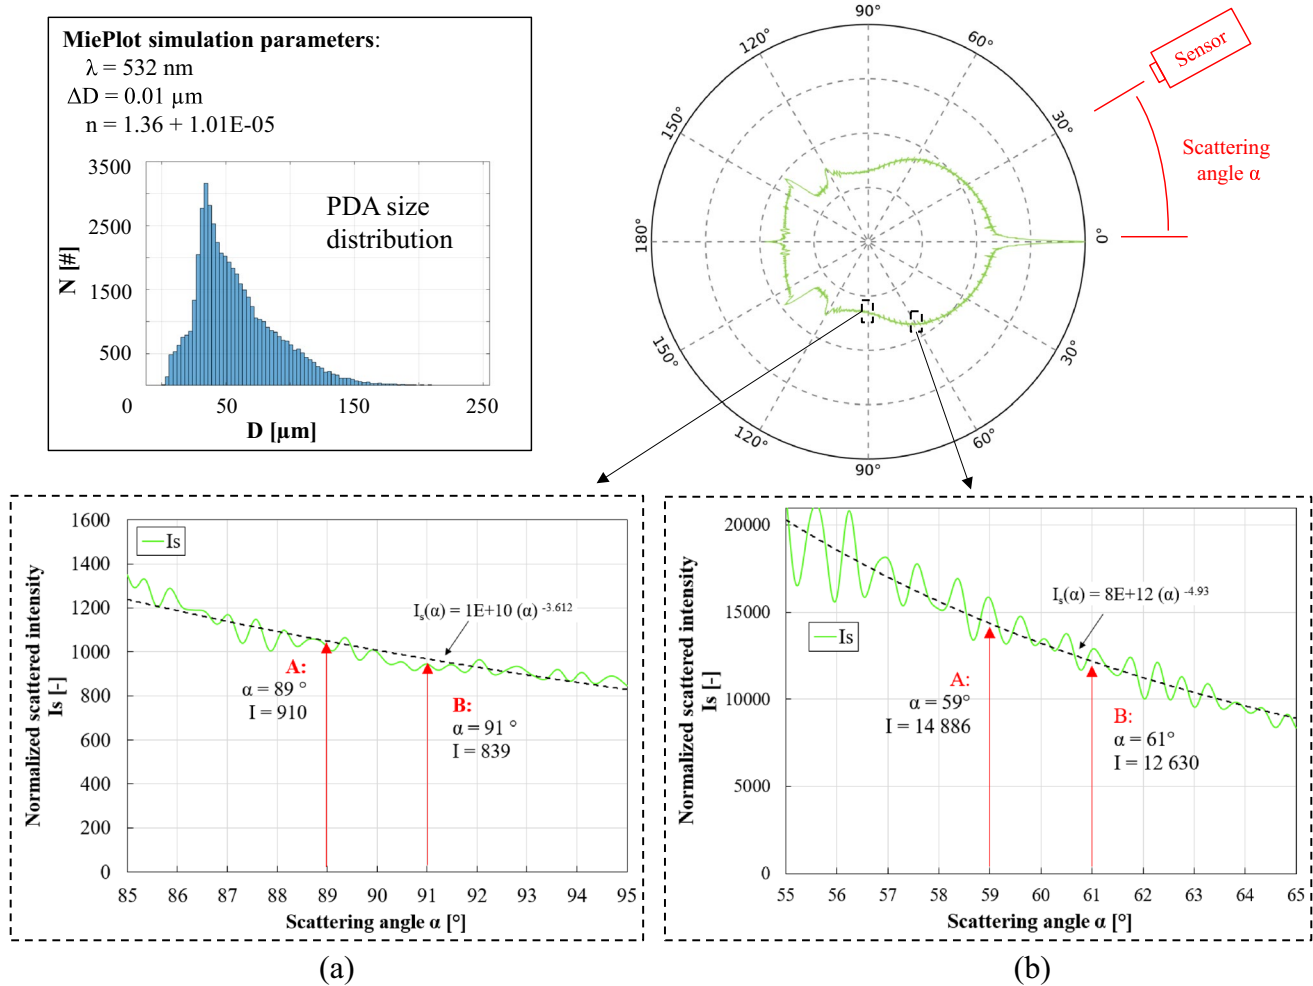 MiePlot simulation parameters:
λ = 532 nm
ΔD = 0.01 µm
n = 1.36 + 1.01E-05
3500
2500
1500
500
0
50
150
250
N [#]
D [µm]
PDA size
distribution
90°
120°
60°
150°
30°
180°
0°
150°
30°
120°
60°
90°
Sensor
Scattering
angle α
1600
1400
1200
1000
800
600
400
200
0
85 86 87 88 89 90 91 92 93 94 95
Normalized scattered intensity
Is [-]
Scattering angle α [°]
Is
Is(α) = 1E+10 (α) -3.612
A:
α = 89 °
I = 910
B:
α = 91 °
I = 839
(a)
20000
15000
10000
5000
0
55 56 57 58 59 60 61 62 63 64 65
Normalized scattered intensity
Is [-]
Scattering angle α [°]
Is
Is(α) = 8E+12 (α) -4.93
A:
α = 59°
I = 14 886
B:
α = 61°
I = 12 630
(b)